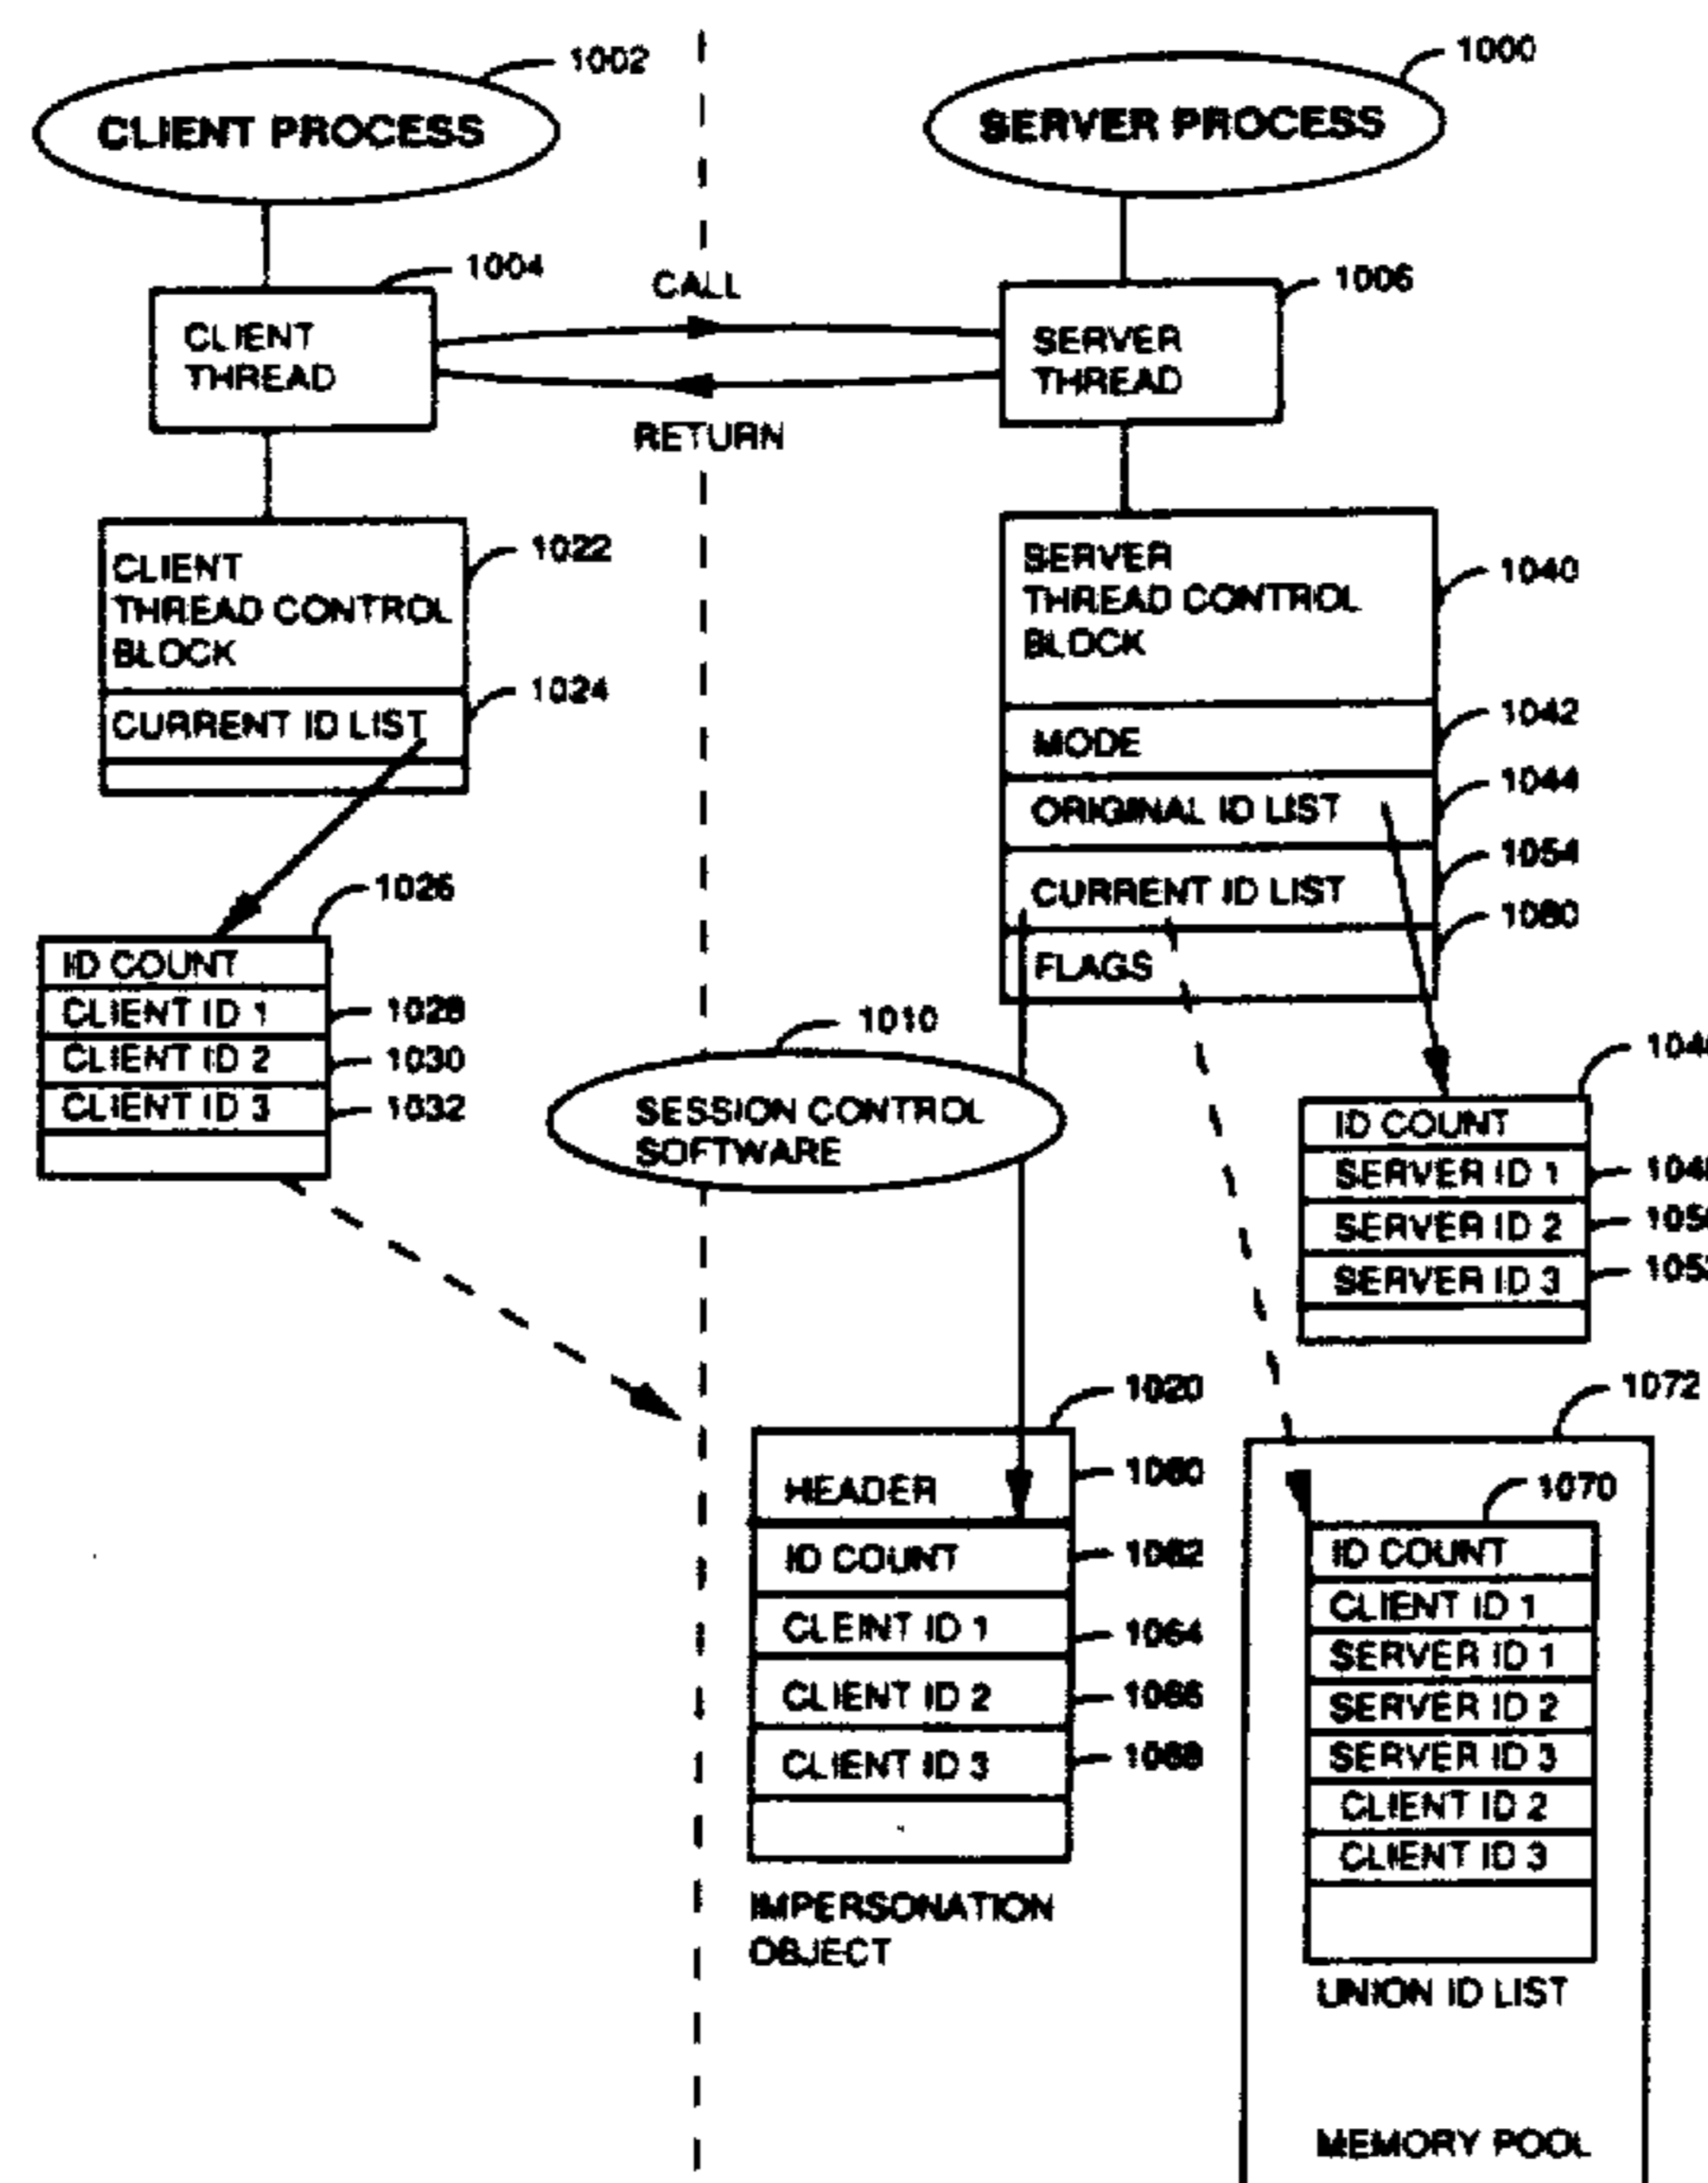 1002
CLIENT PROCESS
1000
SERVER PROCESS
1004
CLIENT
THREAD
CALL
RETURN
1006
SERVER
THREAD
1022
CLIENT
THREAD CONTROL
BLOCK
1024
CURRENT ID LIST
1040
SERVER
THREAD CONTROL
BLOCK
1042
MODE
1044
ORIGINAL ID LIST
1054
CURRENT ID LIST
FLAGS
1026
ID COUNT
CLIENT ID 1
1028
CLIENT ID 2
1030
CLIENT ID 3
1032
1010
SESSION CONTROL
SOFTWARE
ID COUNT
SERVER ID 1
SERVER ID 2
SERVER ID 3
1020
HEADER
1060
ID COUNT
1062
CLEINT ID 1
1064
CLIENT ID 2
1066
CLIENT ID 3
1068
IMPERSONATION
OBJECT
1072
1070
ID COUNT
CLIENT ID 1
SERVER ID 1
SERVER ID 2
SERVER ID 3
CLIENT ID 2
CLIENT ID 3
UNION ID LIST
MEMORY POOL